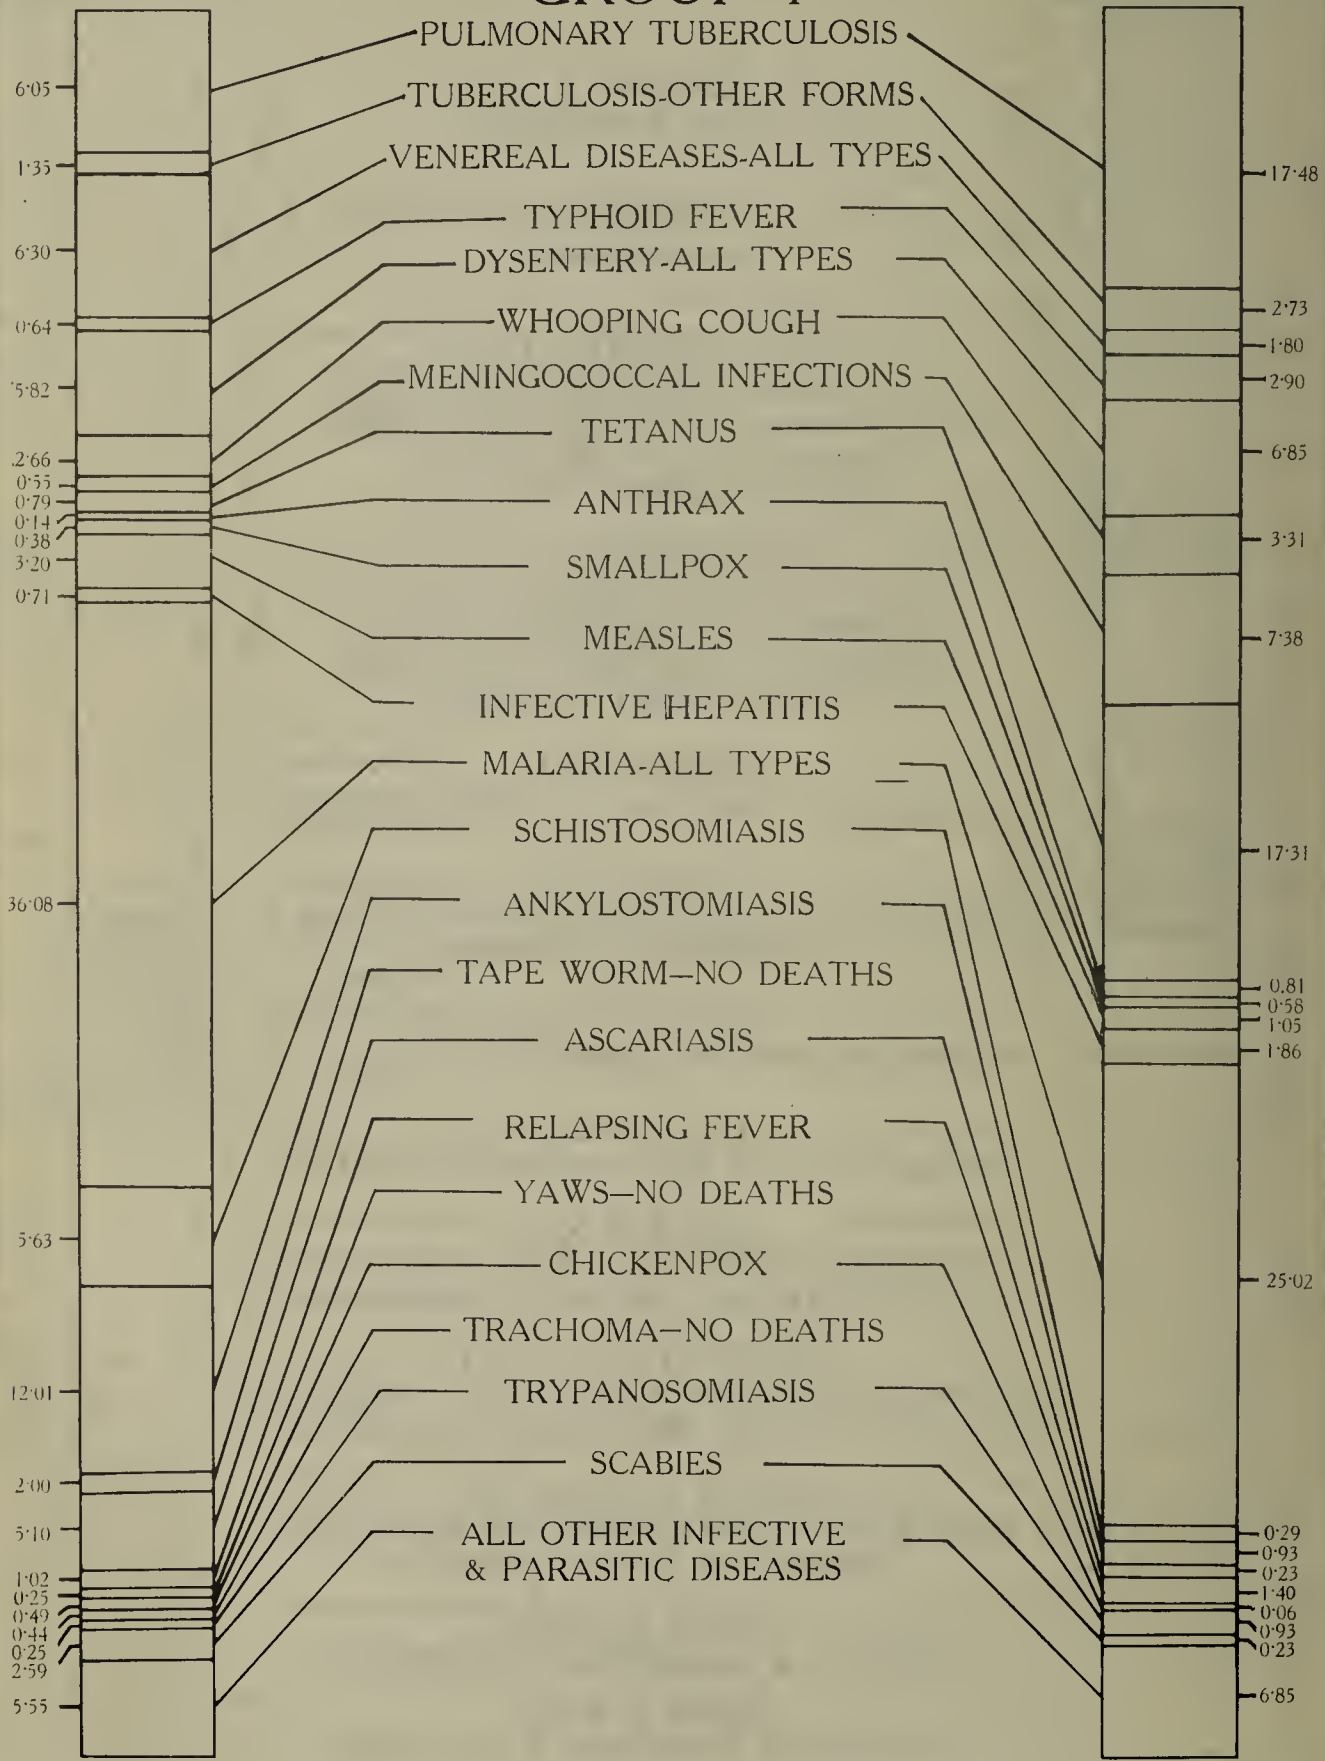 GROUP 1
PULMONARY TUBERCULOSIS
TUBERCULOSIS-OTHER FORMS
VENEREAL DISEASES-ALL TYPES
TYPHOID FEVER
DYSENTERY-ALL TYPES
WHOOPING COUGH
MENINGOCOCCAL INFECTIONS
TETANUS
ANTHRAX
SMALLPOX
MEASLES
INFECTIVE HEPATITIS
MALARIA-ALL TYPES
SCHISTOSOMIASIS
ANKYLOSTOMIASIS
TAPE WORM—NO DEATHS
ASCARIASIS
RELAPSING FEVER
YAWS—NO DEATHS
CHICKENPOX
TRACHOMA—NO DEATHS
TRYPANOSOMIASIS
SCABIES
ALL OTHER INFECTIVE
& PARASITIC DISEASES
6·05
1·35
6·30
0·64
5·82
2·66
0·55
0·79
0·14
0·38
3·20
0·71
36·08
5·63
12·01
2·00
5·10
1·02
0·25
0·49
0·44
0·25
2·59
5·55
17·48
2·73
1·80
2·90
6·85
3·31
7·38
17·31
0.81
0·58
1·05
1·86
25·02
0·29
0·93
0·23
1·40
0·06
0·93
0·23
6·85